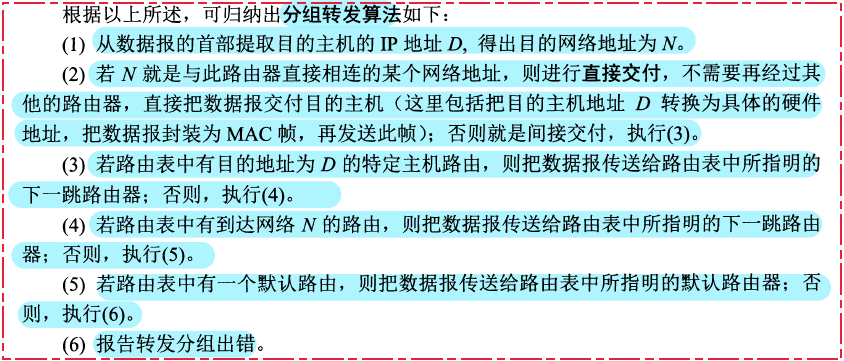 根据以上所述，可归纳出分组转发算法如下：
(1) 从数据报的首部提取目的主机的 IP 地址 D, 得出目的网络地址为 N。
(2) 若 N 就是与此路由器直接相连的某个网络地址，则进行直接交付，不需要再经过其
他的路由器，直接把数据报交付目的主机（这里包括把目的主机地址 D 转换为具体的硬件
地址，把数据报封装为 MAC 帧，再发送此帧）；否则就是间接交付，执行(3)。
(3) 若路由表中有目的地址为 D 的特定主机路由，则把数据报传送给路由表中所指明的
下一跳路由器；否则，执行(4)。
(4) 若路由表中有到达网络 N 的路由，则把数据报传送给路由表中所指明的下一跳路由
器；否则，执行(5)。
(5) 若路由表中有一个默认路由，则把数据报传送给路由表中所指明的默认路由器；否
则，执行(6)。
(6) 报告转发分组出错。